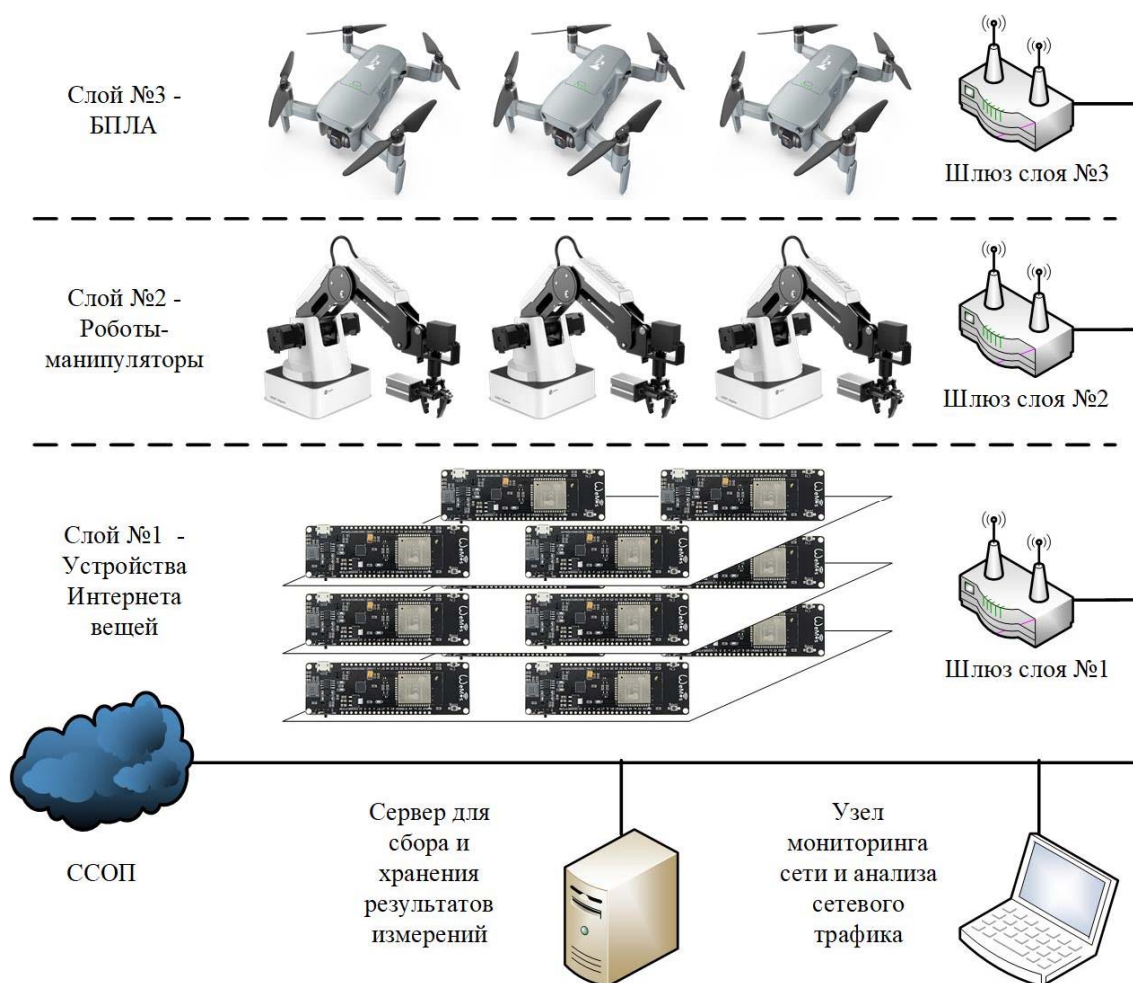 Слой №3 -
БПЛА
Шлюз слоя №3
Слой №2 -
Роботы-
манипуляторы
Шлюз слоя №2
Слой №1 -
Устройства
Интернета
вещей
Шлюз слоя №1
ССОП
Сервер для
сбора и
хранения
результатов
измерений
Узел
мониторинга
сети и анализа
сетевого
трафика